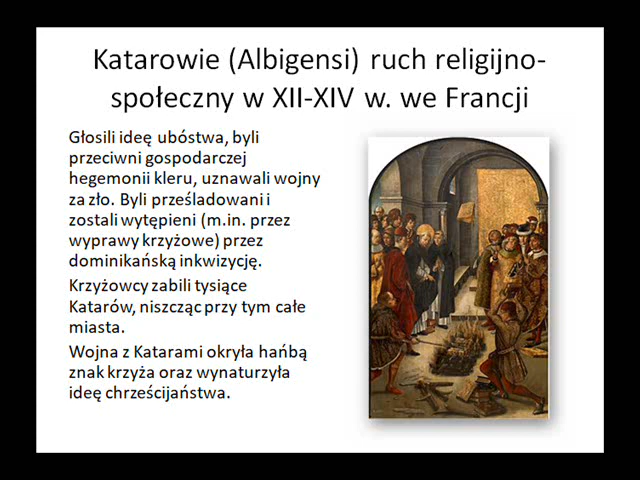 Katarowie (Albigensi) ruch religijno-
społeczny w XII-XIV w. we Francji
Głosili ideę ubóstwa, byli
przeciwni gospodarczej
hegemonii kleru, uznawali wojny
za zło. Byli prześladowani i
zostali wytępieni (m.in. przez
wyprawy krzyżowe) przez
dominikańską inkwizycję.
Krzyżowcy zabili tysiące
Katarów, niszcząc przy tym całe
miasta.
Wojna z Katarami okryła hańbą
znak krzyża oraz wynaturzyła
ideę chrześcijaństwa.